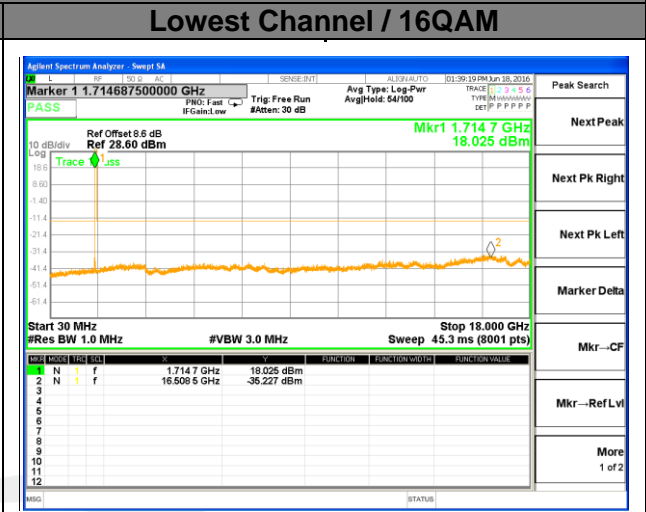 Lowest Channel / 16QAM
Agilent Spectrum Analyzer - Swept SA
L RF 50 Ω AC SENSE:INT ALIGNAUTO 01:39:19 PM Jun 18, 2016
Marker 1 1.714687500000 GHz
PNO: Fast
IFGain:Low
Trig: Free Run
#Atten: 30 dB
Avg Type: Log-Pwr
Avg|Hold: 54/100
TRACE 1 2 3 4 5 6
TYPE
DET P P P P P P
PASS
Ref Offset 8.6 dB
10 dB/div Ref 28.60 dBm
Log
Mkr1 1.714 7 GHz
18.025 dBm
Trace 1
18.6
8.60
-1.40
-11.4
-21.4
-31.4
-41.4
-51.4
-61.4
1
2
Start 30 MHz Stop 18.000 GHz
#Res BW 1.0 MHz #VBW 3.0 MHz Sweep 45.3 ms (8001 pts)
MKR MODE TRC SCL X Y FUNCTION FUNCTION WIDTH FUNCTION VALUE
1 N 1 f 1.714 7 GHz 18.025 dBm
2 N 1 f 16.508 5 GHz -35.227 dBm
3
4
5
6
7
8
9
10
11
12
MSG STATUS
Peak Search
Next Peak
Next Pk Right
Next Pk Left
Marker Delta
Mkr→CF
Mkr→Ref Lvl
More
1 of 2